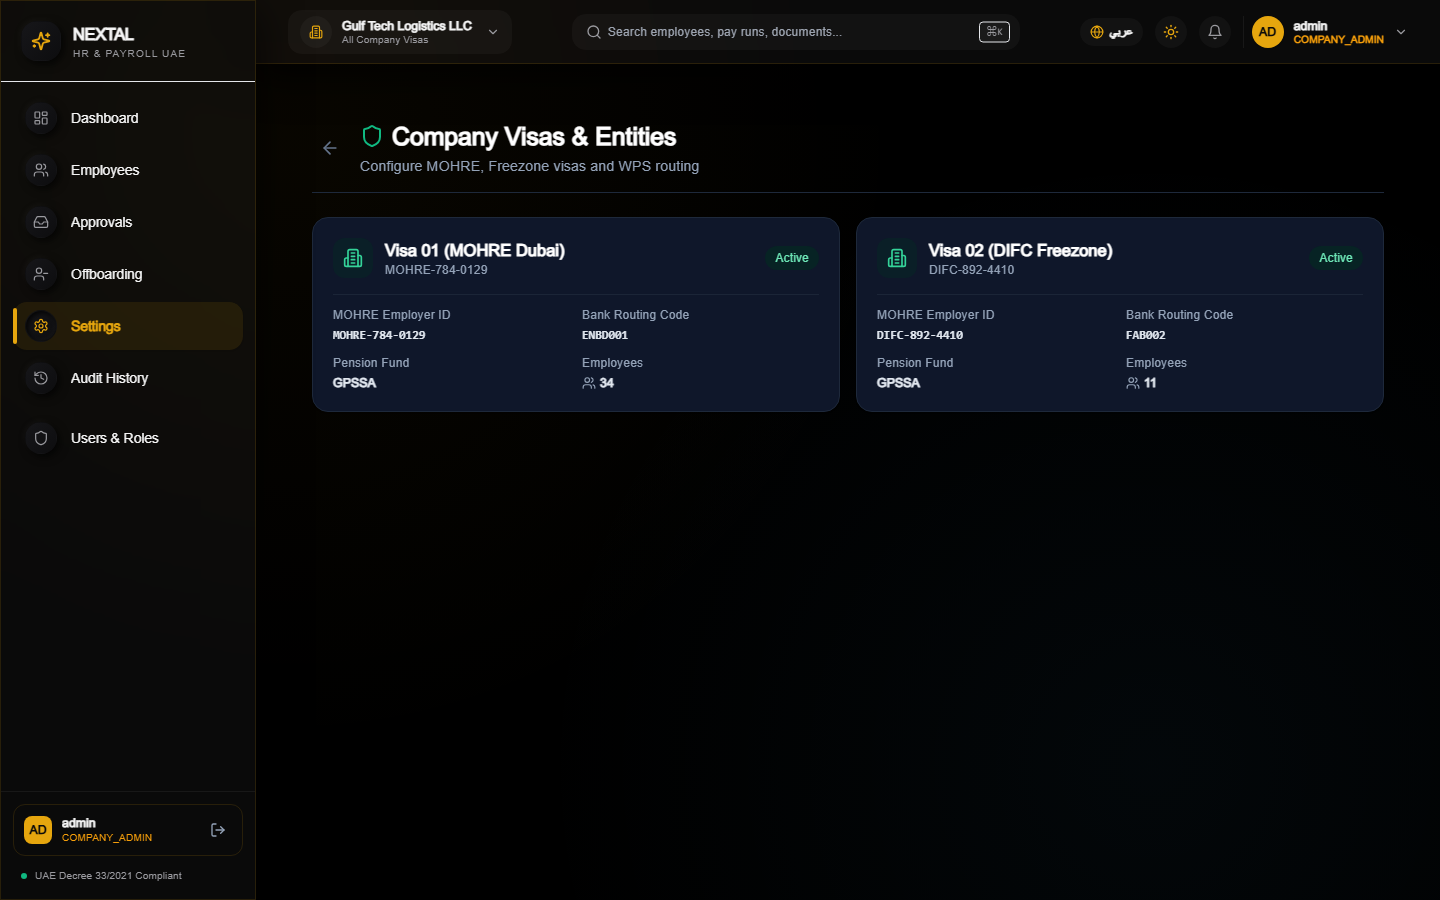 NEXTAL
HR & PAYROLL UAE
Dashboard
Employees
Approvals
Offboarding
Settings
Audit History
Users & Roles
AD
admin
COMPANY_ADMIN
UAE Decree 33/2021 Compliant
Gulf Tech Logistics LLC
All Company Visas
Search employees, pay runs, documents...
⌘K
عربي
AD
admin
COMPANY_ADMIN
Company Visas & Entities
Configure MOHRE, Freezone visas and WPS routing
Visa 01 (MOHRE Dubai)
MOHRE-784-0129
Active
MOHRE Employer ID
MOHRE-784-0129
Bank Routing Code
ENBD001
Pension Fund
GPSSA
Employees
34
Visa 02 (DIFC Freezone)
DIFC-892-4410
Active
MOHRE Employer ID
DIFC-892-4410
Bank Routing Code
FAB002
Pension Fund
GPSSA
Employees
11